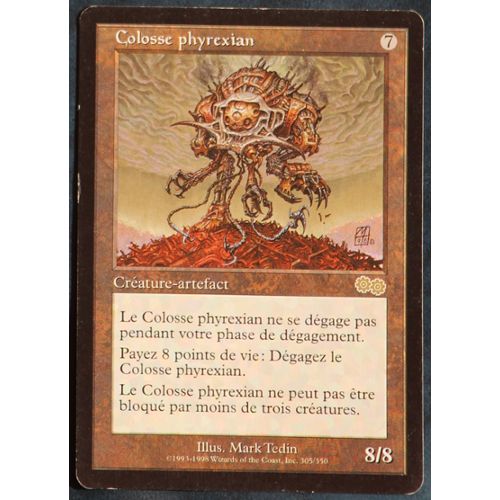 Colosse phyrexian 7
Créature-artefact
Le Colosse phyrexian ne se dégage pas
pendant votre phase de dégagement.
Payez 8 points de vie: Dégagez le
Colosse phyrexian.
Le Colosse phyrexian ne peut pas être
bloqué par moins de trois créatures.
Illus. Mark Tedin
©1993-1998 Wizards of the Coast, Inc. 305/350
8/8